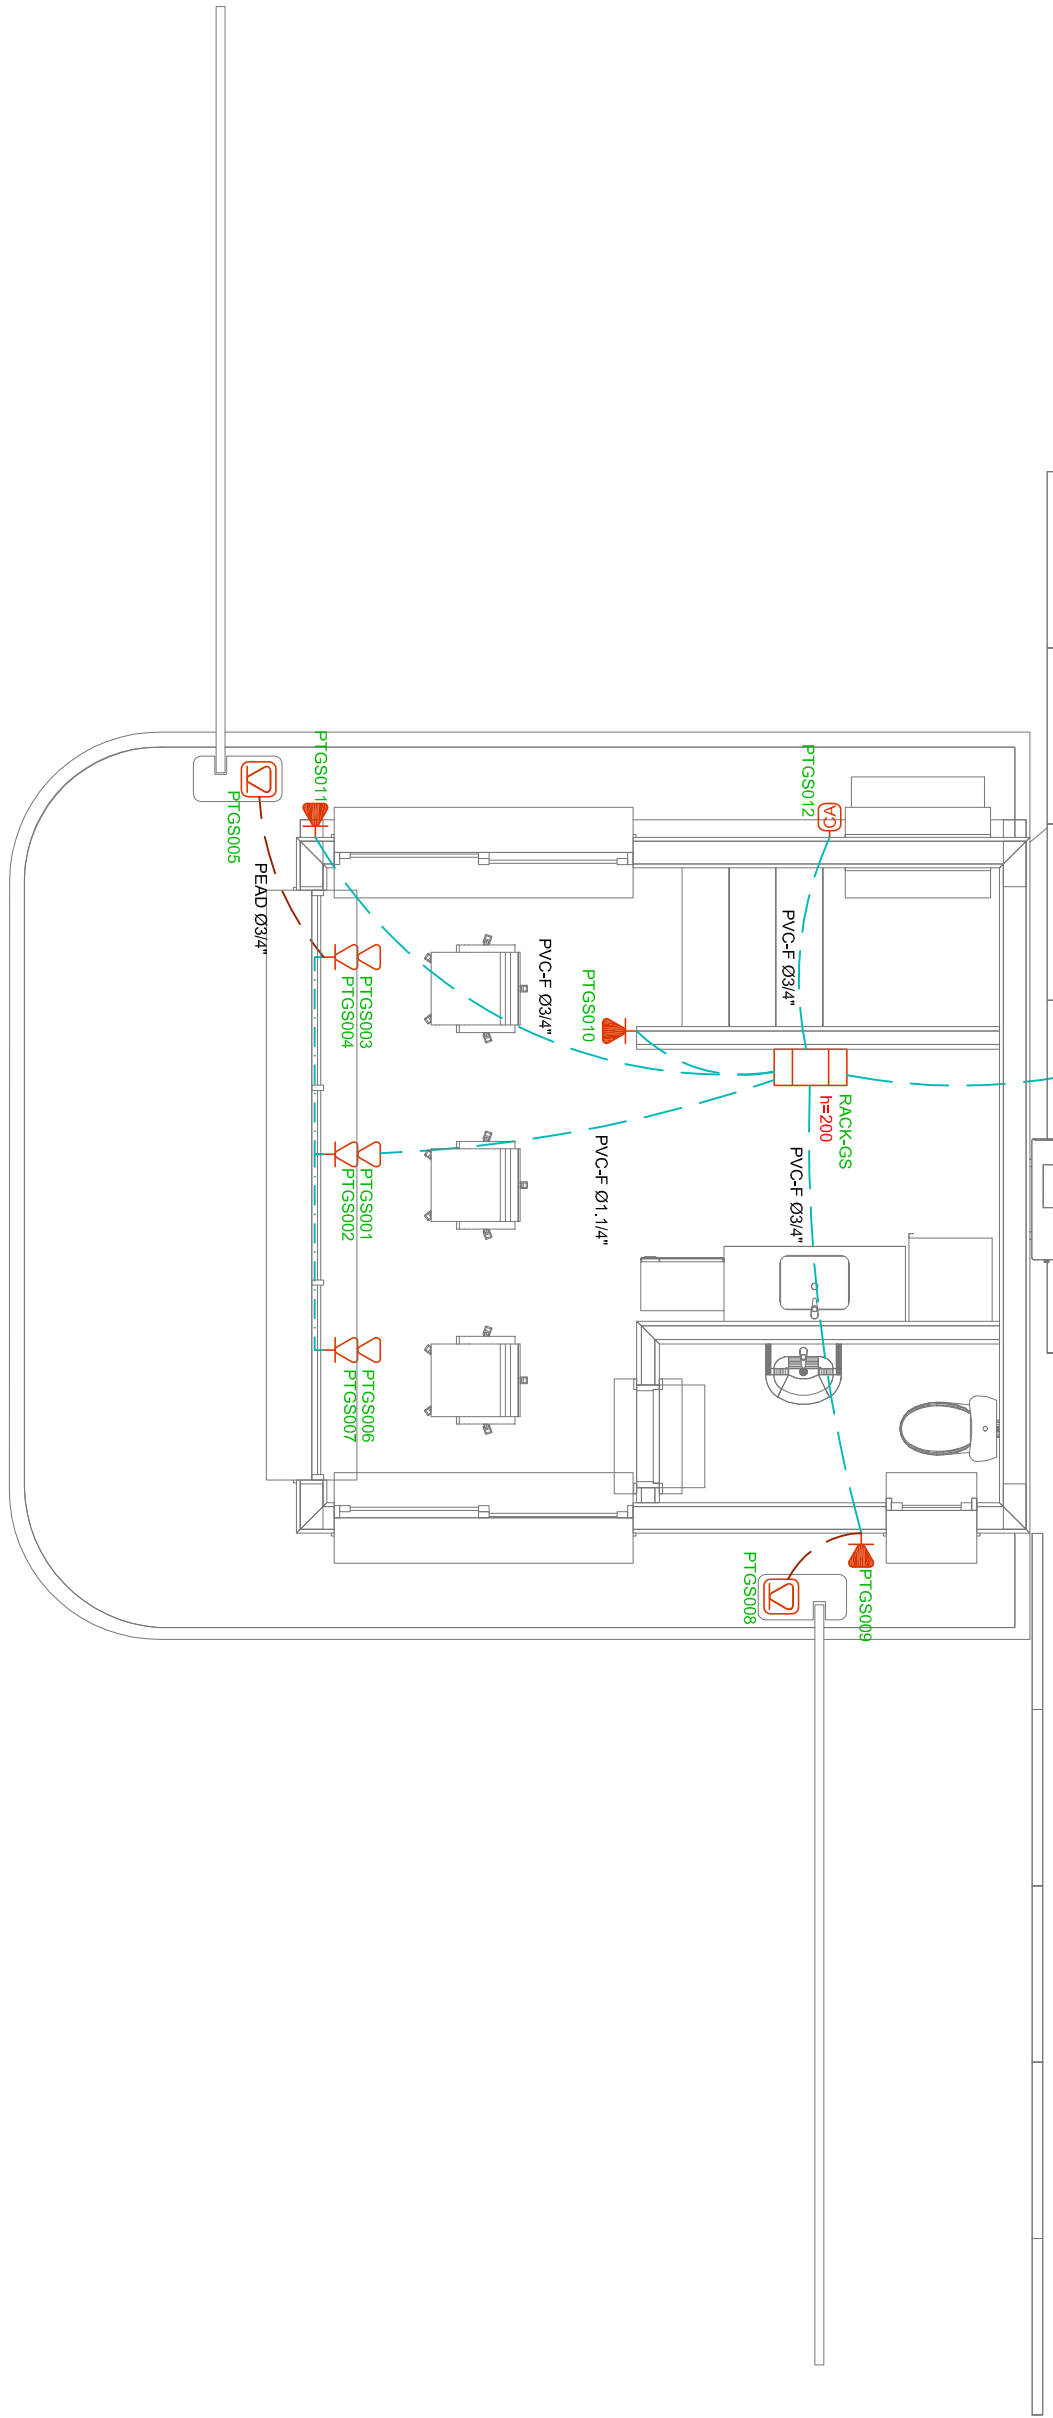 PTGS011
PTGS012
CA
PTGS005
PEAD Ø3/4"
PVC-F Ø3/4"
PVC-F Ø3/4"
PTGS010
PTGS003
PTGS004
RACK-GS
h=200
PVC-F Ø1.1/4"
PVC-F Ø3/4"
PTGS001
PTGS002
PTGS006
PTGS007
PTGS008
PTGS009